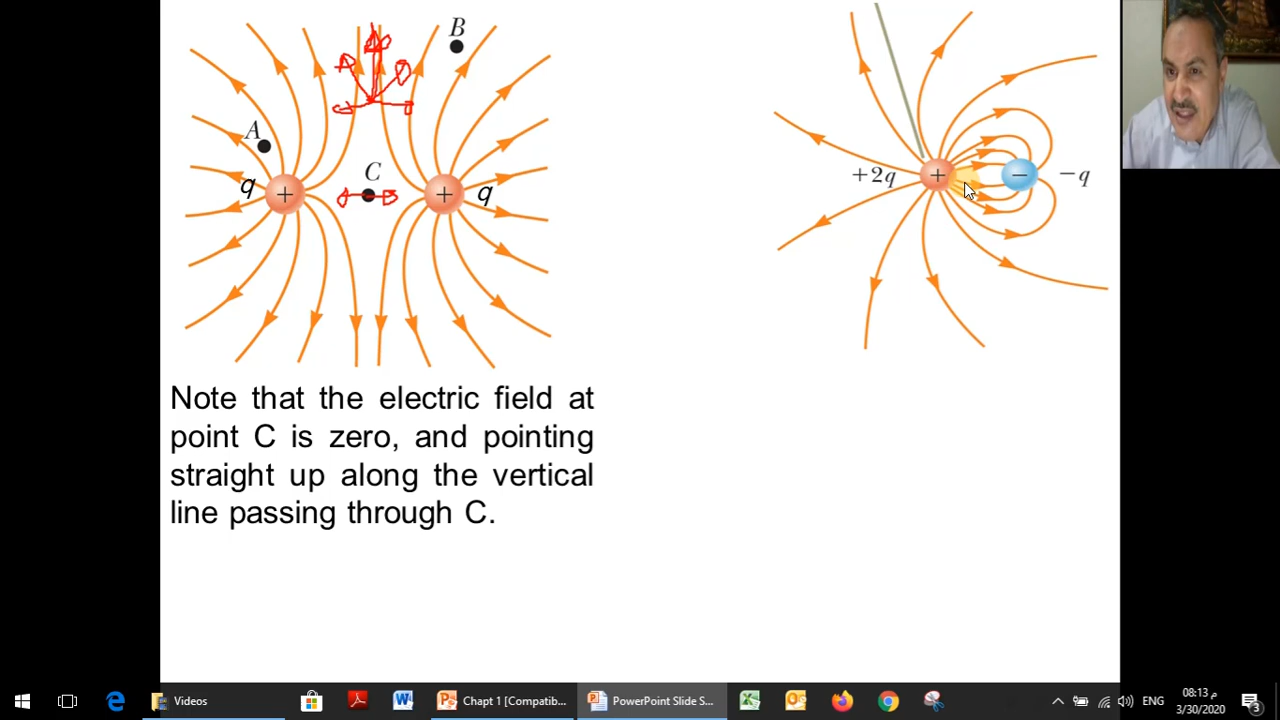 B
A
C
q
+
+
q
+2q
+
−
−q
Note that the electric field at
point C is zero, and pointing
straight up along the vertical
line passing through C.
Videos
Chapt 1 [Compatib...
PowerPoint Slide S...
ENG
08:13 م
3/30/2020
3